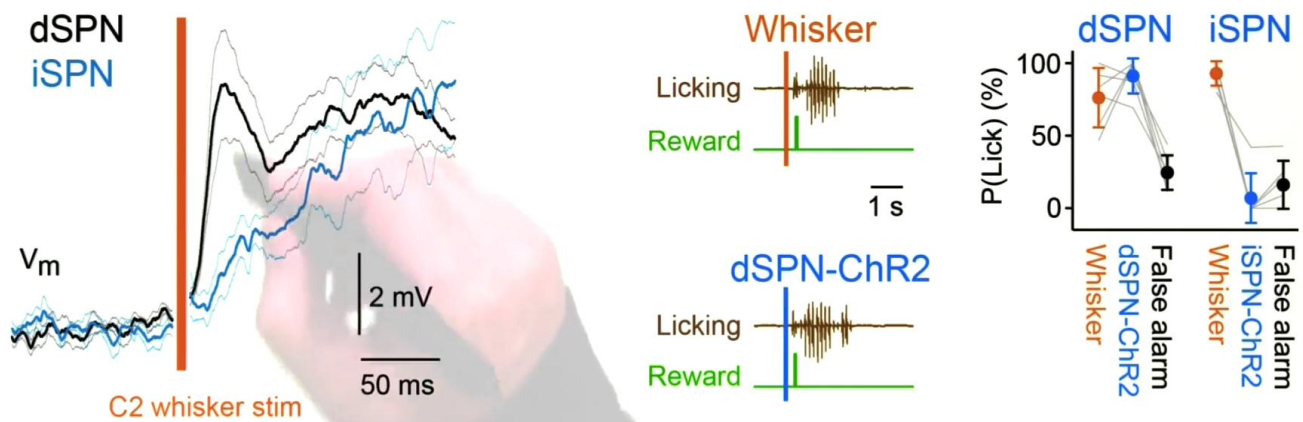 dSPN
iSPN
Vm
2 mV
50 ms
C2 whisker stim
Whisker
Licking
Reward
1 s
dSPN-ChR2
Licking
Reward
dSPN iSPN
P(Lick) (%)
100
50
0
Whisker
dSPN-ChR2
False alarm
Whisker
iSPN-ChR2
False alarm